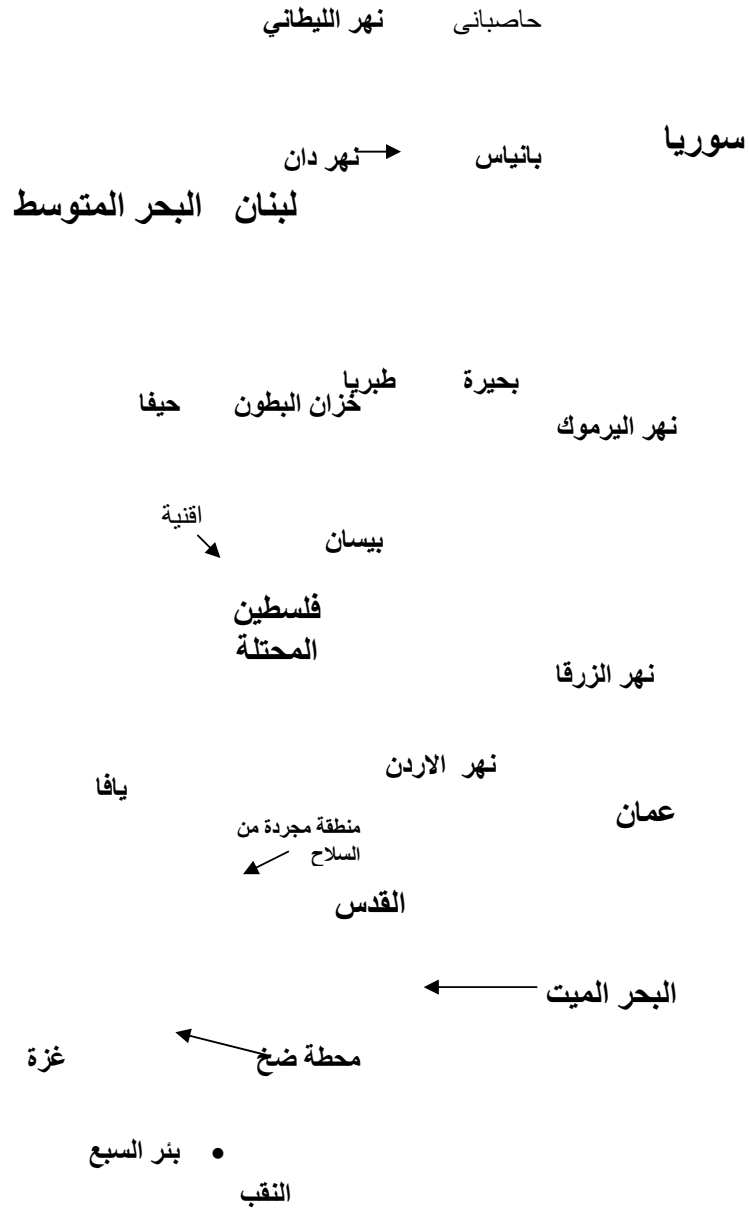 حاصبانى نهر الليطاني
سوريا
بانياس نهر دان
لبنان البحر المتوسط
بحيرة طبريا
خزان البطون حيفا
نهر اليرموك
اقنية
بيسان
فلسطين
المحتلة
نهر الزرقا
نهر الاردن
يافا
عمان
منطقة مجردة من
السلاح
القدس
البحر الميت
محطة ضخ غزة
• بئر السبع
النقب